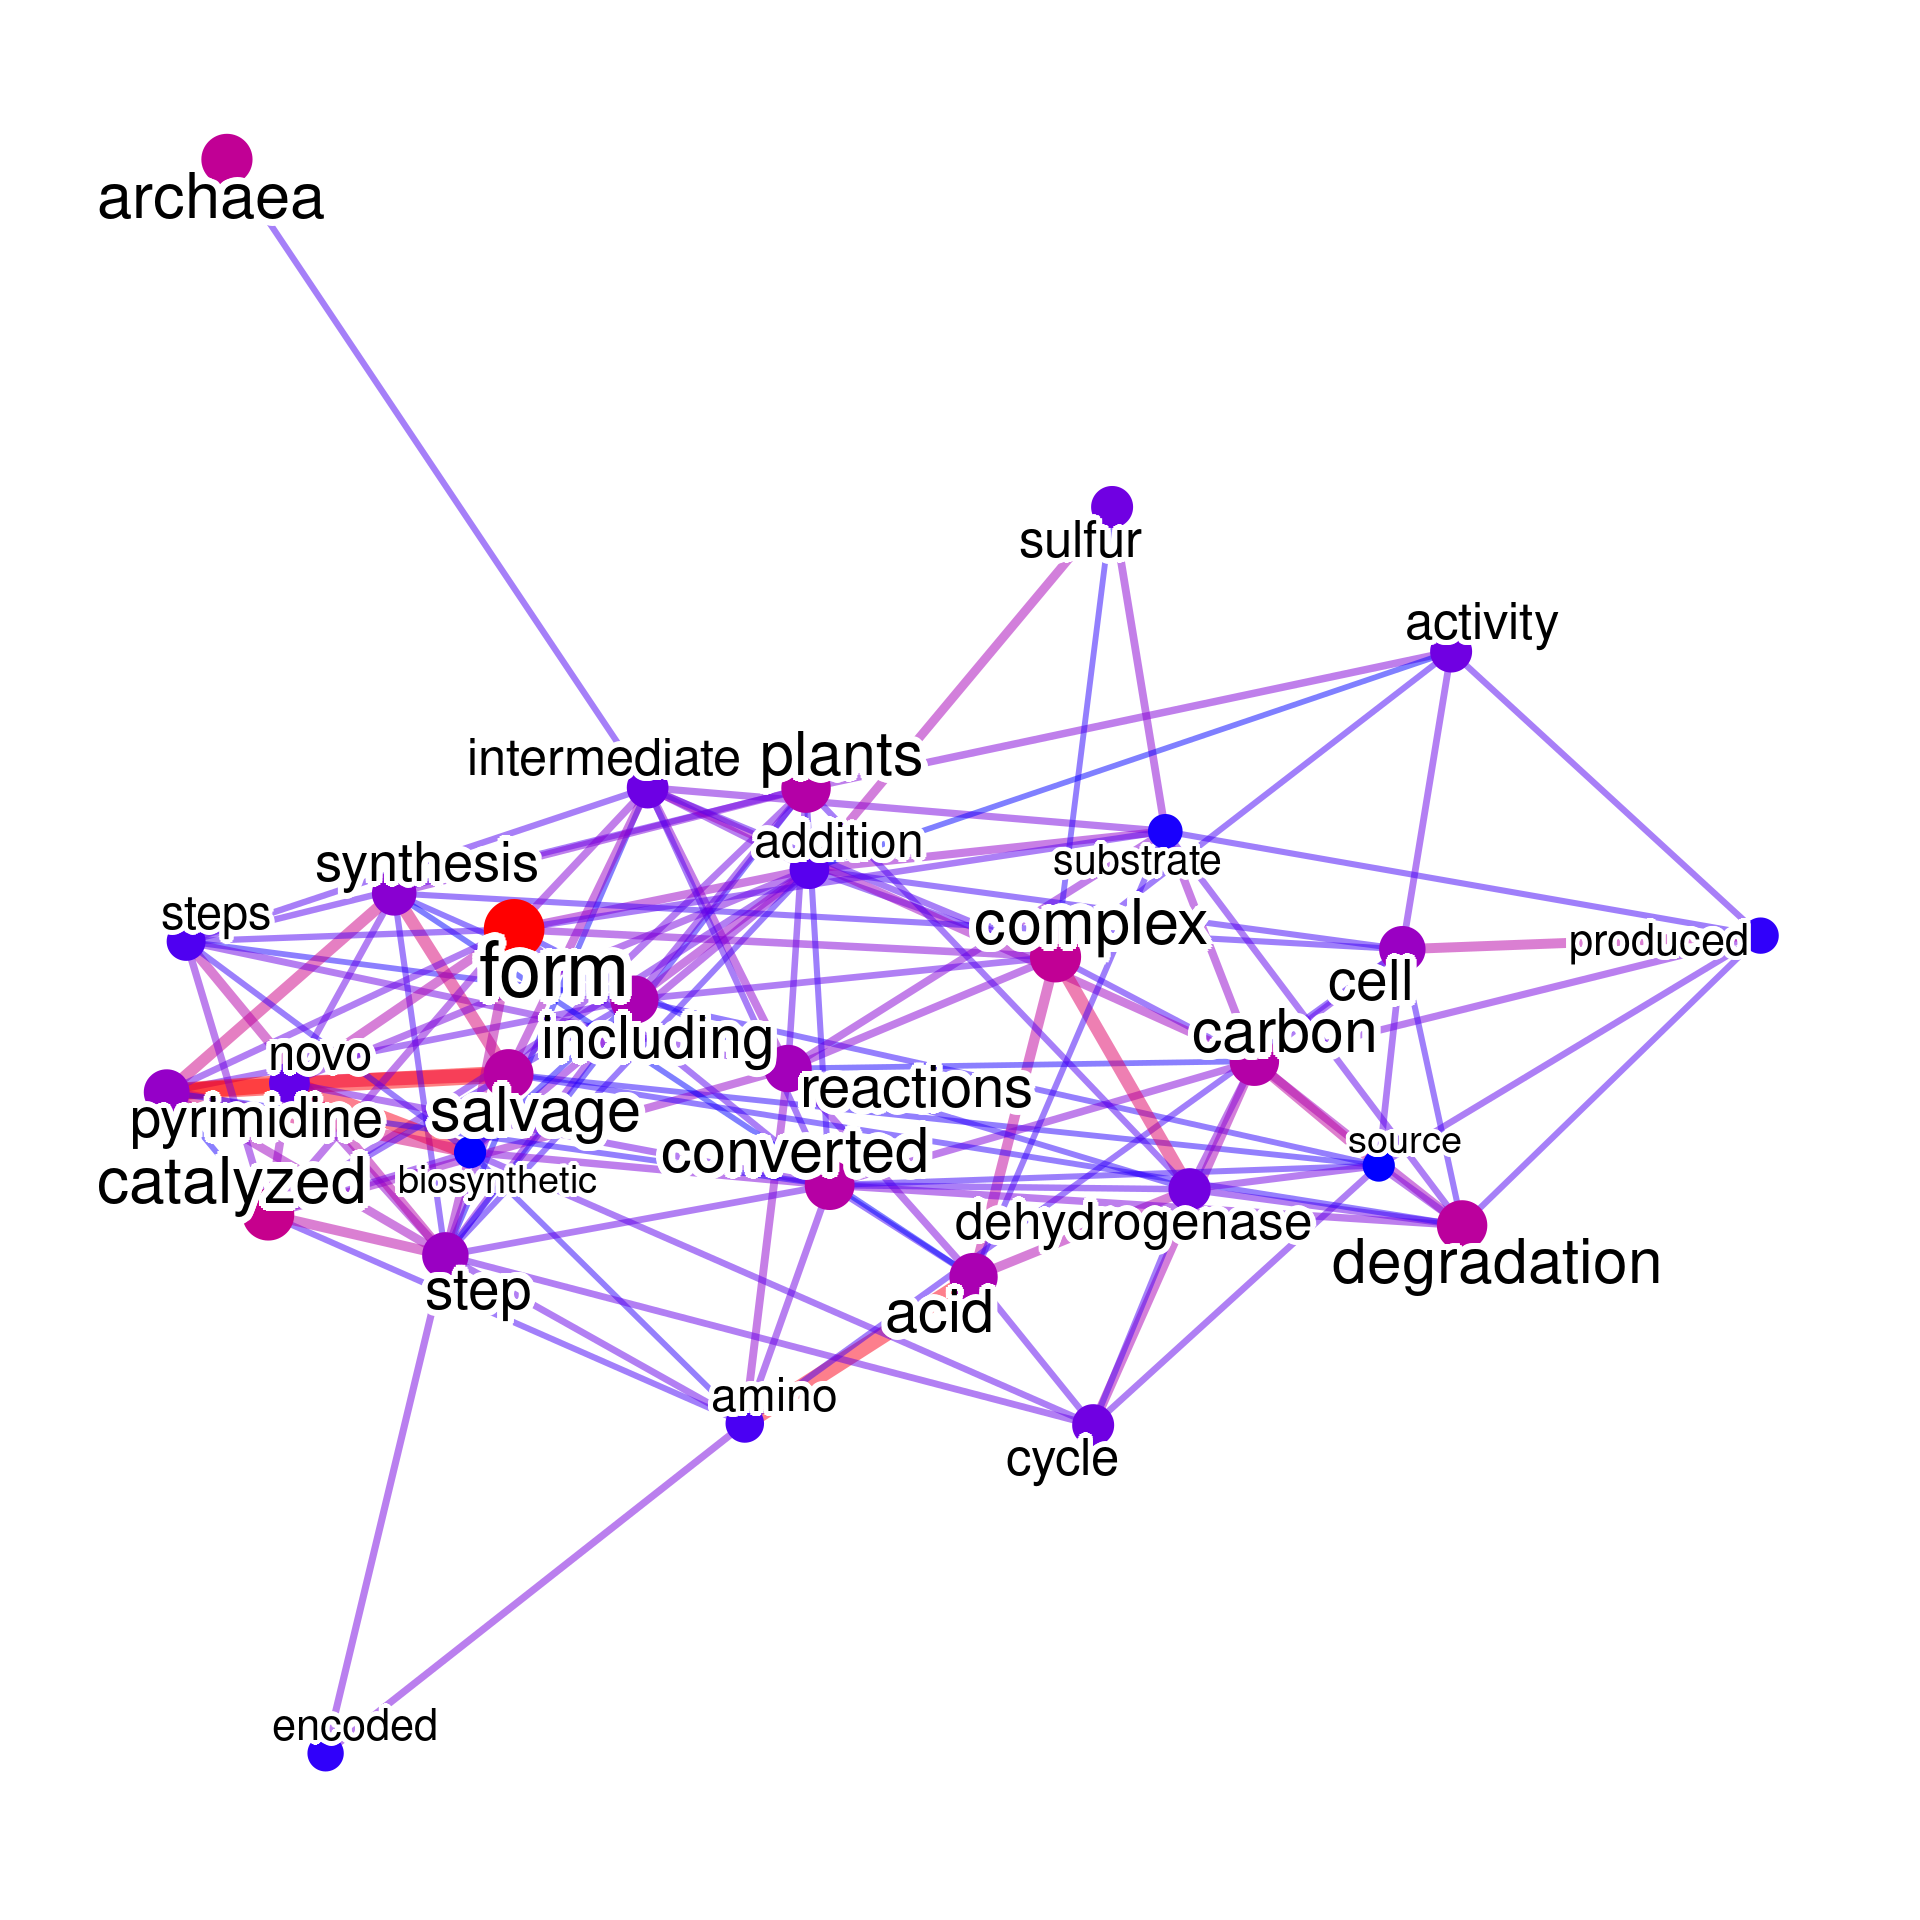 archaea
sulfur
activity
intermediate
plants
addition
substrate
synthesis
steps
complex
produced
form
cell
including
carbon
novo
reactions
pyrimidine
salvage
source
converted
catalyzed
biosynthetic
dehydrogenase
degradation
step
acid
amino
cycle
encoded